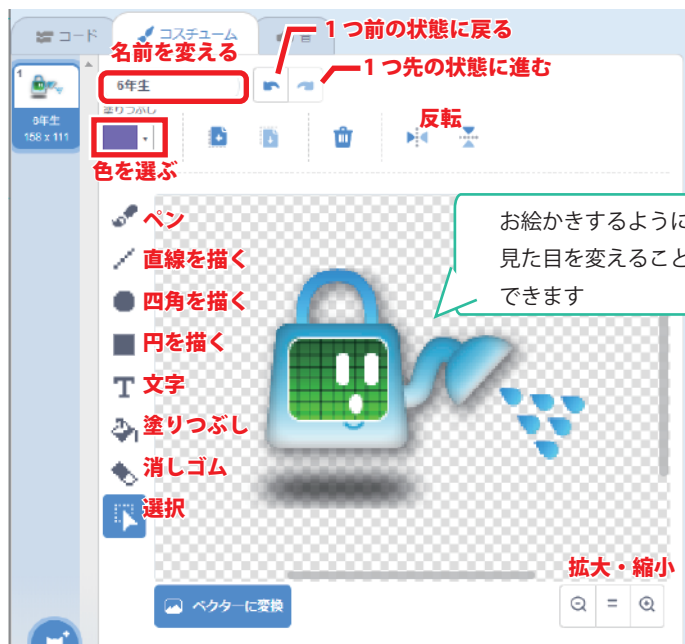 コード
コスチューム
音
名前を変える
1つ前の状態に戻る
1つ先の状態に進む
1
6年生
158 x 111
6年生
塗りつぶし
反転
色を選ぶ
ペン
直線を描く
四角を描く
円を描く
T 文字
塗りつぶし
消しゴム
選択
お絵かきするように
見た目を変えること
できます
拡大・縮小
ベクターに変換